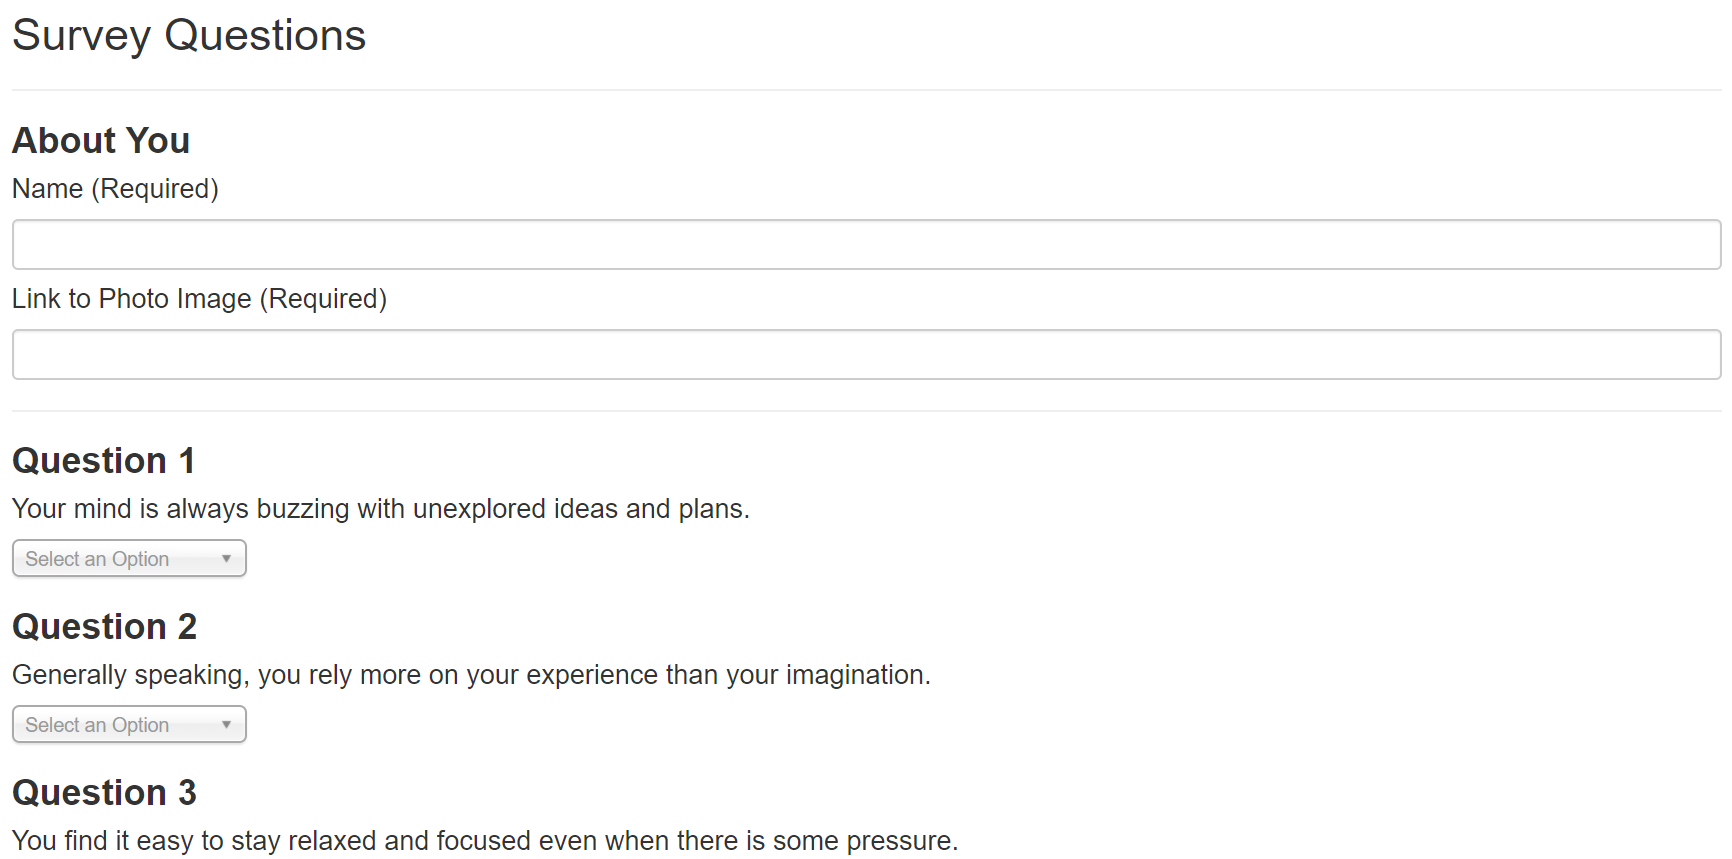 Survey Questions
About You
Name (Required)
Link to Photo Image (Required)
Question 1
Your mind is always buzzing with unexplored ideas and plans.
Select an Option
Question 2
Generally speaking, you rely more on your experience than your imagination.
Select an Option
Question 3
You find it easy to stay relaxed and focused even when there is some pressure.